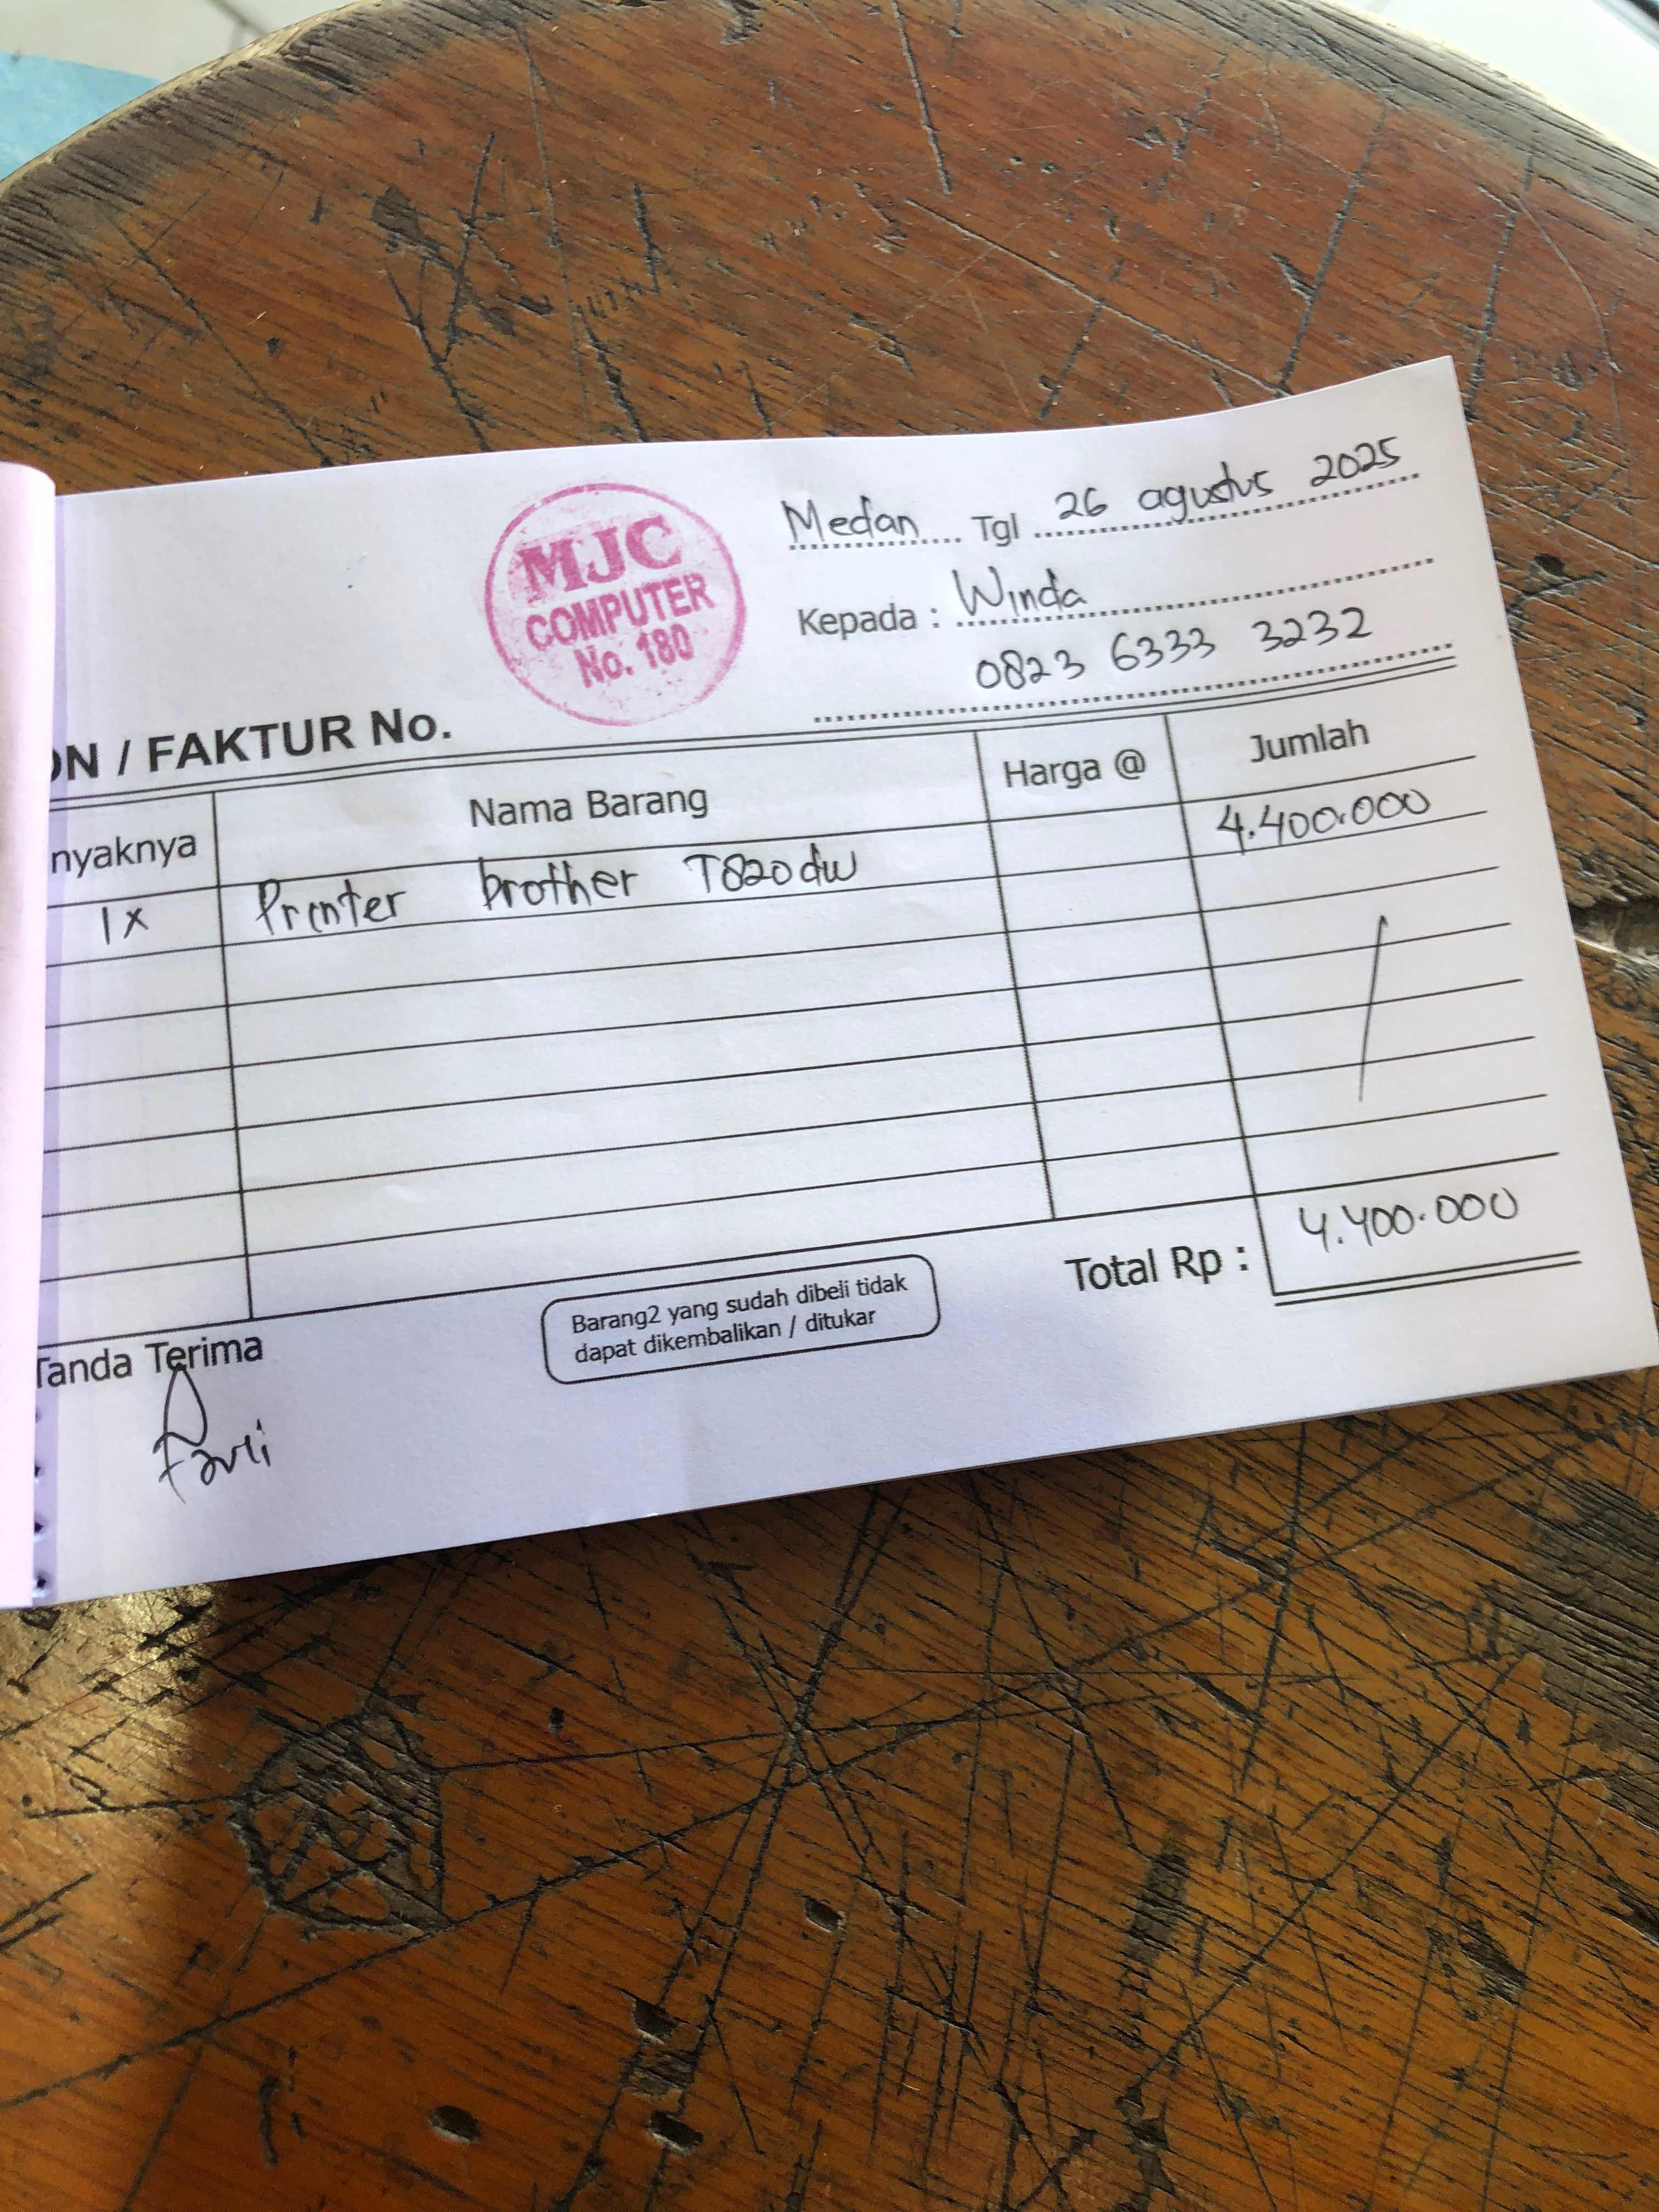 MJC
COMPUTER
No. 180
Medan Tgl 26 agustus 2025
Kepada : Winda
0823 6333 3232
ON / FAKTUR No.
nyaknya Nama Barang Harga @ Jumlah
1x Printer brother T820dw 4.400.000
Total Rp : 4.400.000
Barang2 yang sudah dibeli tidak
dapat dikembalikan / ditukar
Tanda Terima